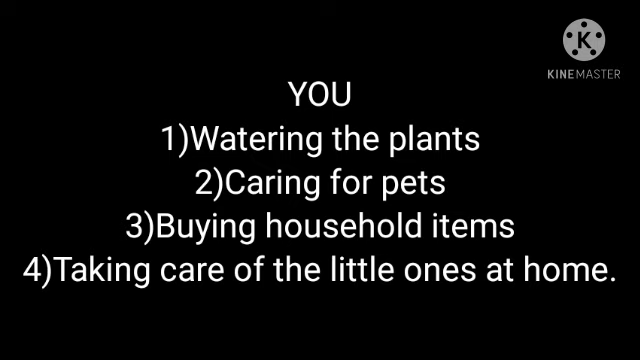 KINEMASTER
YOU
1)Watering the plants
2)Caring for pets
3)Buying household items
4)Taking care of the little ones at home.